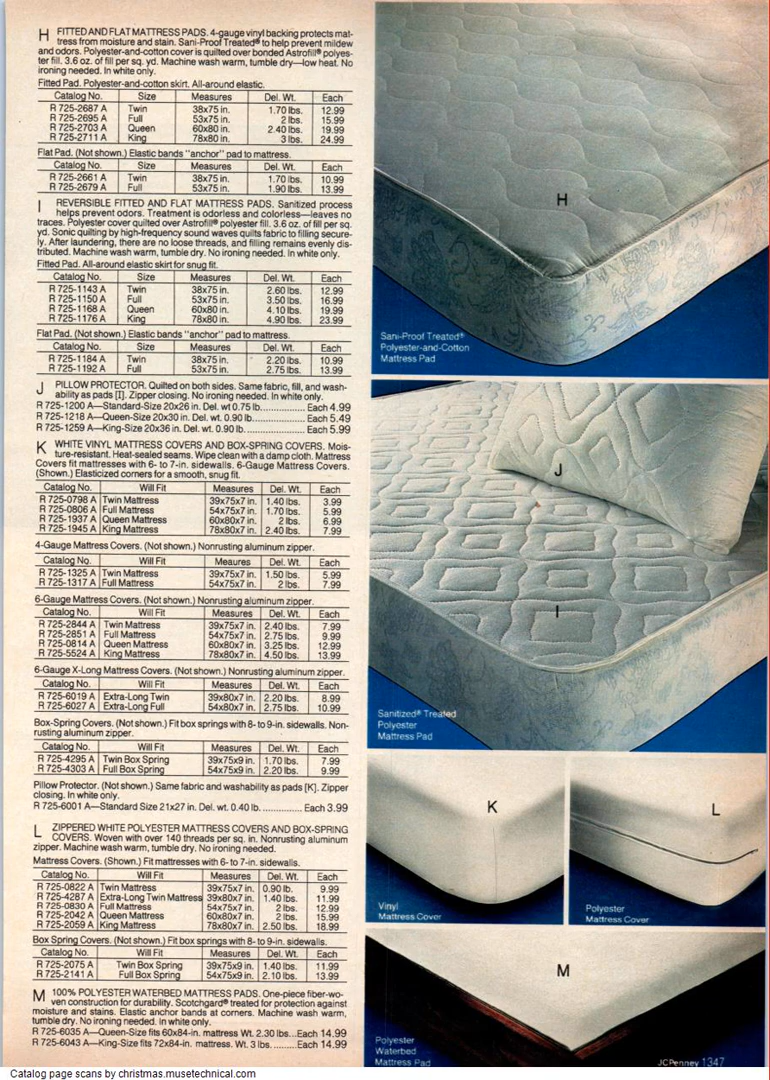 H FITTED AND FLAT MATTRESS PADS. 4-gauge vinyl backing protects mat-
tress from moisture and stain. Sani-Proof Treated® to help prevent mildew
and odors. Polyester-and-cotton cover is quilted over bonded Astrofill® polyes-
ter fill. 3.6 oz. of fill per sq. yd. Machine wash warm, tumble dry—low heat. No
ironing needed. In white only.
Fitted Pad. Polyester-and-cotton skirt. All-around elastic.
Catalog No. Size Measures Del. Wt. Each
R 725-2687 A Twin 38x75 in. 1.70 lbs. 12.99
R 725-2695 A Full 53x75 in. 2 lbs. 15.99
R 725-2703 A Queen 60x80 in. 2.40 lbs. 19.99
R 725-2711 A King 78x80 in. 3 lbs. 24.99
Flat Pad. (Not shown.) Elastic bands "anchor" pad to mattress.
Catalog No. Size Measures Del. Wt. Each
R 725-2661 A Twin 38x75 in. 1.70 lbs. 10.99
R 725-2679 A Full 53x75 in. 1.90 lbs. 13.99
I REVERSIBLE FITTED AND FLAT MATTRESS PADS. Sanitized process
helps prevent odors. Treatment is odorless and colorless—leaves no
traces. Polyester cover quilted over Astrofill® polyester fill. 3.6 oz. of fill per sq.
yd. Sonic quilting by high-frequency sound waves quilts fabric to filling secure-
ly. After laundering, there are no loose threads, and filling remains evenly dis-
tributed. Machine wash warm, tumble dry. No ironing needed. In white only.
Fitted Pad. All-around elastic skirt for snug fit.
Catalog No. Size Measures Del. Wt. Each
R 725-1143 A Twin 38x75 in. 2.60 lbs. 12.99
R 725-1150 A Full 53x75 in. 3.50 lbs. 16.99
R 725-1168 A Queen 60x80 in. 4.10 lbs. 19.99
R 725-1176 A King 78x80 in. 4.90 lbs. 23.99
Flat Pad. (Not shown.) Elastic bands "anchor" pad to mattress.
Catalog No. Size Measures Del. Wt. Each
R 725-1184 A Twin 38x75 in. 2.20 lbs. 10.99
R 725-1192 A Full 53x75 in. 2.75 lbs. 13.99
J PILLOW PROTECTOR. Quilted on both sides. Same fabric, fill, and wash-
ability as pads [I]. Zipper closing. No ironing needed. In white only.
R 725-1200 A—Standard-Size 20x26 in. Del. wt 0.75 lb................. Each 4.99
R 725-1218 A—Queen-Size 20x30 in. Del. wt. 0.90 lb................... Each 5.49
R 725-1259 A—King-Size 20x36 in. Del. wt. 0.90 lb...................... Each 5.99
K WHITE VINYL MATTRESS COVERS AND BOX-SPRING COVERS. Mois-
ture-resistant. Heat-sealed seams. Wipe clean with a damp cloth. Mattress
Covers fit mattresses with 6- to 7-in. sidewalls. 6-Gauge Mattress Covers.
(Shown.) Elasticized corners for a smooth, snug fit.
Catalog No. Will Fit Measures Del. Wt. Each
R 725-0798 A Twin Mattress 39x75x7 in. 1.40 lbs. 3.99
R 725-0806 A Full Mattress 54x75x7 in. 1.70 lbs. 5.99
R 725-1937 A Queen Mattress 60x80x7 in. 2 lbs. 6.99
R 725-1945 A King Mattress 78x80x7 in. 2.40 lbs. 7.99
4-Gauge Mattress Covers. (Not shown.) Nonrusting aluminum zipper.
Catalog No. Will Fit Meaures Del. Wt. Each
R 725-1325 A Twin Mattress 39x75x7 in. 1.50 lbs. 5.99
R 725-1317 A Full Mattress 54x75x7 in. 2 lbs. 7.99
6-Gauge Mattress Covers. (Not shown.) Nonrusting aluminum zipper.
Catalog No. Will Fit Measures Del. Wt. Each
R 725-2844 A Twin Mattress 39x75x7 in. 2.40 lbs. 7.99
R 725-2851 A Full Mattress 54x75x7 in. 2.75 lbs. 9.99
R 725-0814 A Queen Mattress 60x80x7 in. 3.25 lbs. 12.99
R 725-5524 A King Mattress 78x80x7 in. 4.50 lbs. 13.99
6-Gauge X-Long Mattress Covers. (Not shown.) Nonrusting aluminum zipper.
Catalog No. Will Fit Measures Del. Wt. Each
R 725-6019 A Extra-Long Twin 39x80x7 in. 2.20 lbs. 8.99
R 725-6027 A Extra-Long Full 54x80x7 in. 2.75 lbs. 10.99
Box-Spring Covers. (Not shown.) Fit box springs with 8- to 9-in. sidewalls. Non-
rusting aluminum zipper.
Catalog No. Will Fit Measures Del. Wt. Each
R 725-4295 A Twin Box Spring 39x75x9 in. 1.70 lbs. 7.99
R 725-4303 A Full Box Spring 54x75x9 in. 2.20 lbs. 9.99
Pillow Protector. (Not shown.) Same fabric and washability as pads [K]. Zipper
closing. In white only.
R 725-6001 A—Standard Size 21x27 in. Del. wt. 0.40 lb. .............. Each 3.99
L ZIPPERED WHITE POLYESTER MATTRESS COVERS AND BOX-SPRING
COVERS. Woven with over 140 threads per sq. in. Nonrusting aluminum
zipper. Machine wash warm, tumble dry. No ironing needed.
Mattress Covers. (Shown.) Fit mattresses with 6- to 7-in. sidewalls.
Catalog No. Will Fit Measures Del. Wt. Each
R 725-0822 A Twin Mattress 39x75x7 in. 0.90 lb. 9.99
R 725-4287 A Extra-Long Twin Mattress 39x80x7 in. 1.40 lbs. 11.99
R 725-0830 A Full Mattress 54x75x7 in. 2 lbs. 12.99
R 725-2042 A Queen Mattress 60x80x7 in. 2 lbs. 15.99
R 725-2059 A King Mattress 78x80x7 in. 2.50 lbs. 18.99
Box Spring Covers. (Not shown.) Fit box springs with 8- to 9-in. sidewalls.
Catalog No. Will Fit Measures Del. Wt. Each
R 725-2075 A Twin Box Spring 39x75x9 in. 1.40 lbs. 11.99
R 725-2141 A Full Box Spring 54x75x9 in. 2.10 lbs. 13.99
M 100% POLYESTER WATERBED MATTRESS PADS. One-piece fiber-wo-
ven construction for durability. Scotchgard® treated for protection against
moisture and stains. Elastic anchor bands at corners. Machine wash warm,
tumble dry. No ironing needed. In white only.
R 725-6035 A—Queen-Size fits 60x84-in. mattress Wt. 2.30 lbs...Each 14.99
R 725-6043 A—King-Size fits 72x84-in. mattress. Wt. 3 lbs. ........Each 14.99
H
Sani-Proof Treated®
Polyester-and-Cotton
Mattress Pad
J
I
Sanitized® Treated
Polyester
Mattress Pad
K
Vinyl
Mattress Cover
L
Polyester
Mattress Cover
M
Polyester
Waterbed
Mattress Pad
JCPenney 1347
Catalog page scans by christmas.musetechnical.com